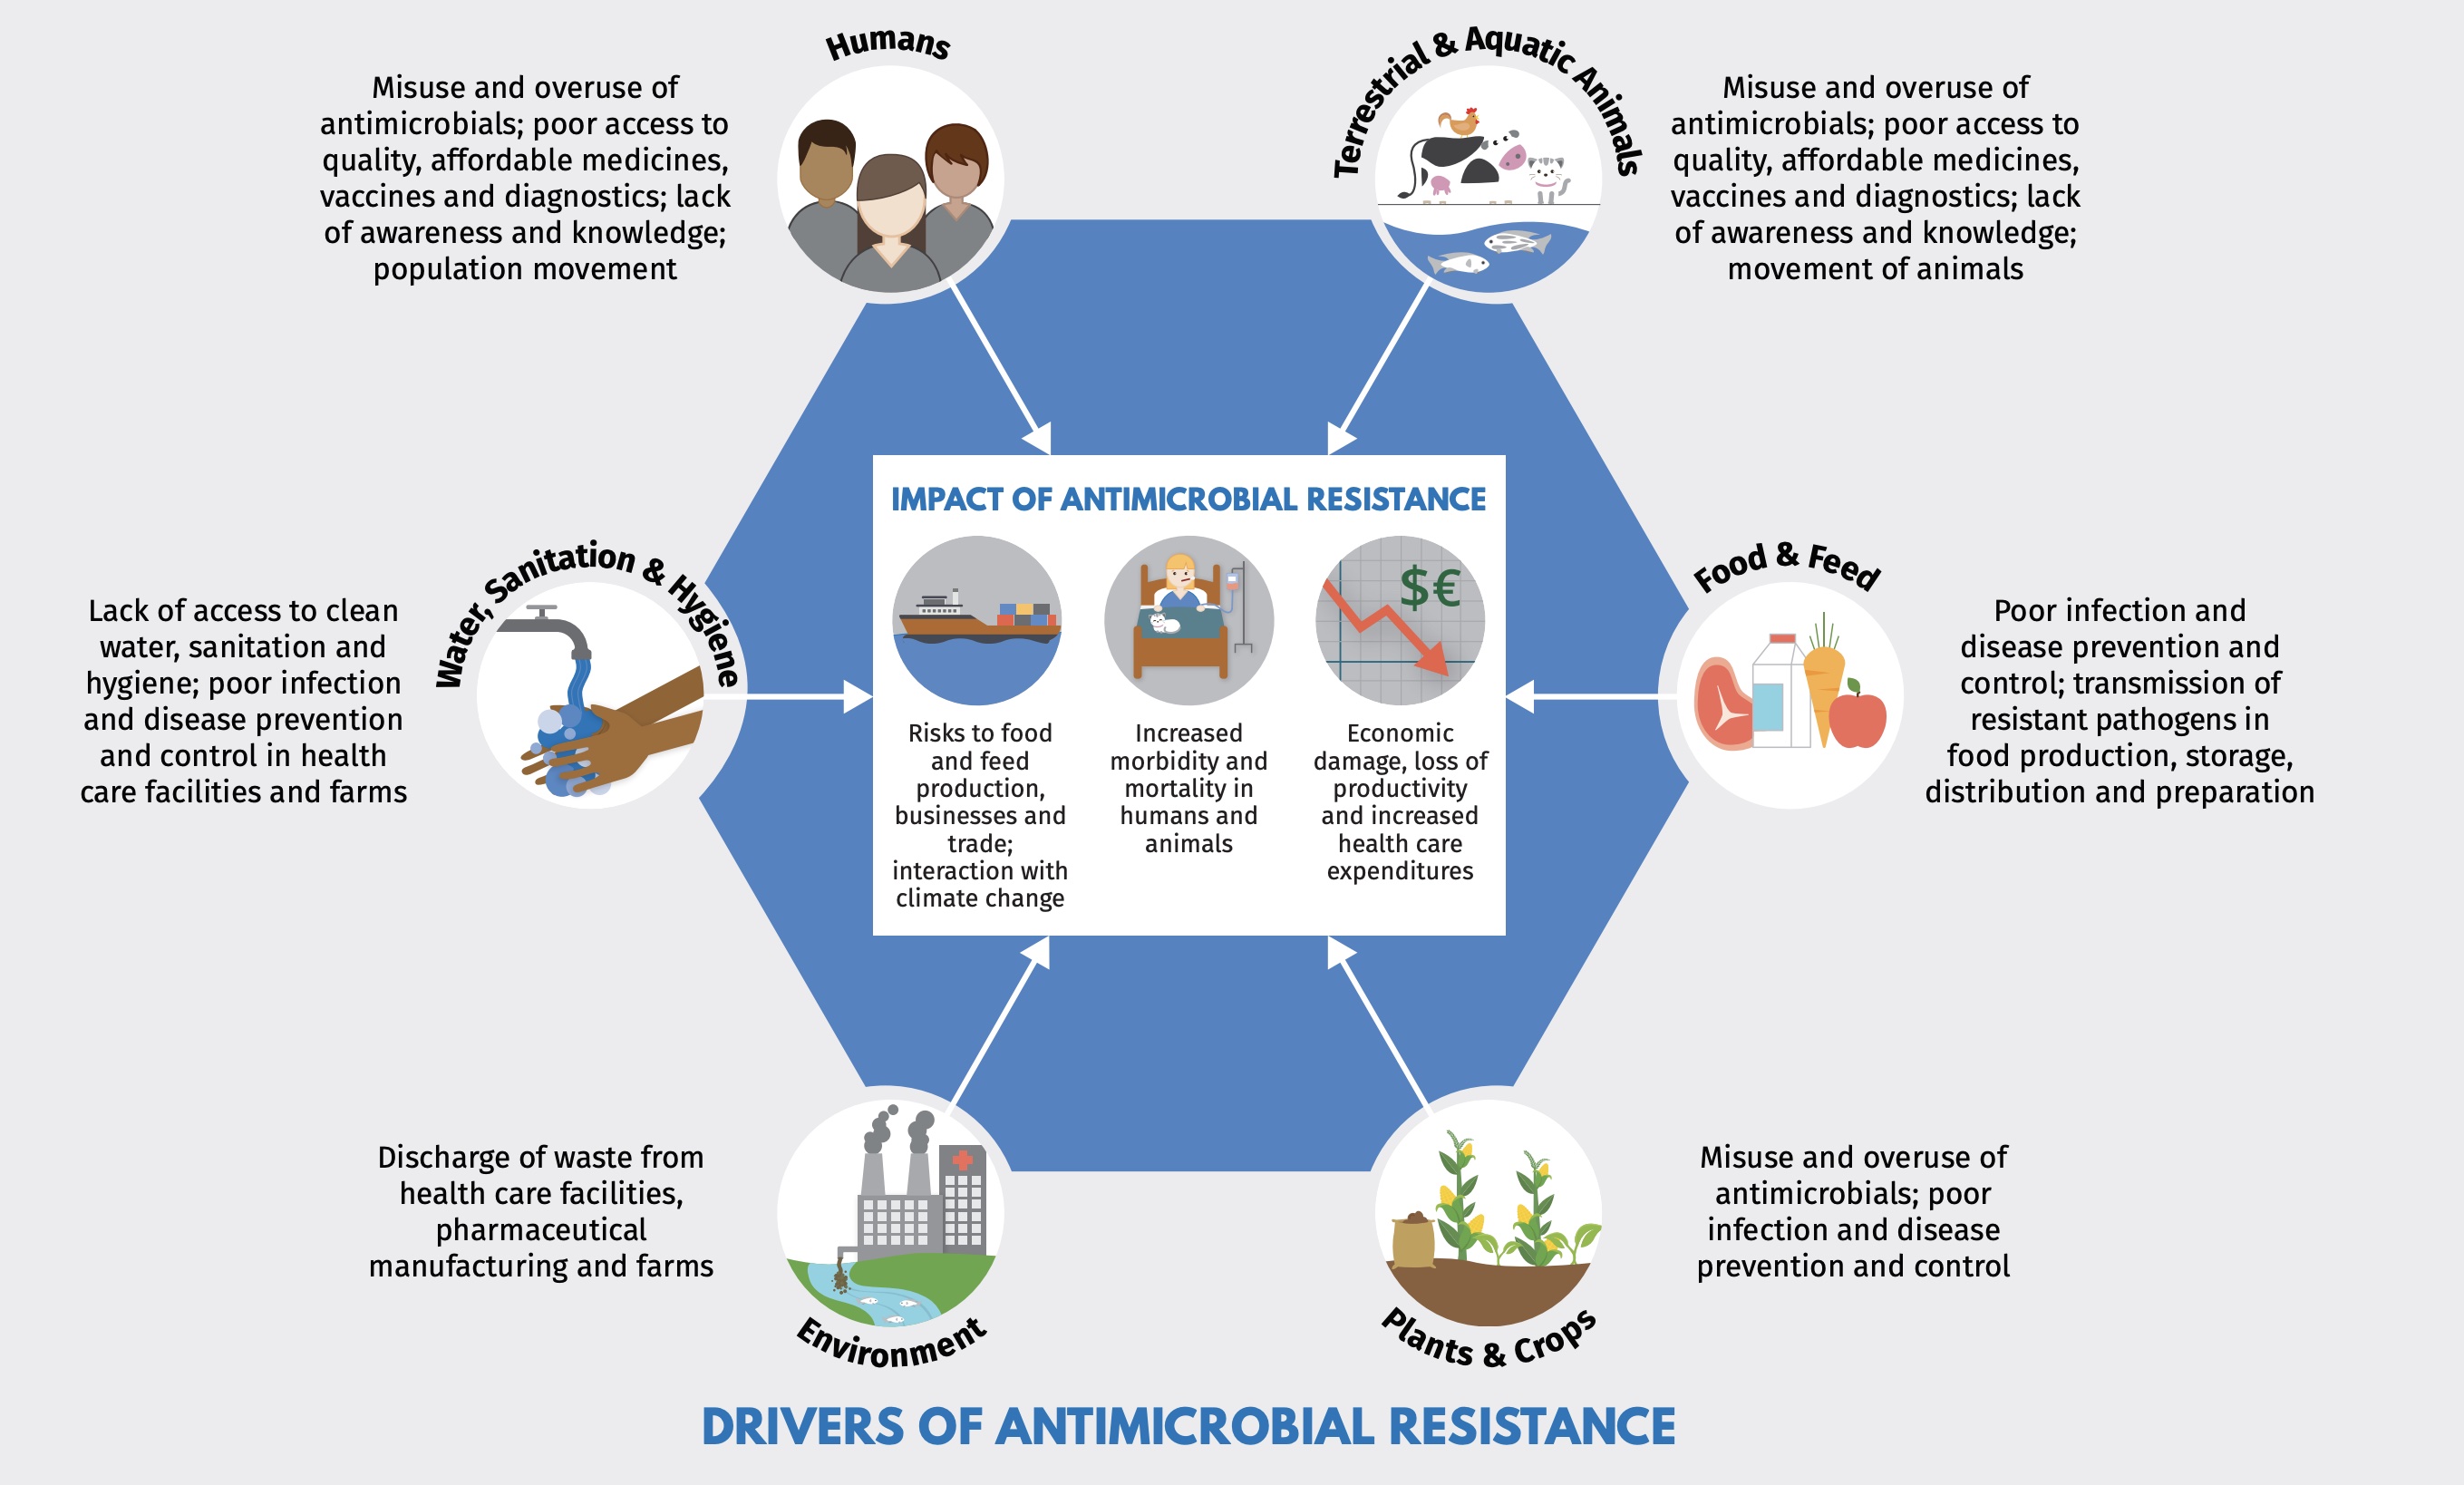 Humans
Misuse and overuse of
antimicrobials; poor access to
quality, affordable medicines,
vaccines and diagnostics; lack
of awareness and knowledge;
population movement
Terrestrial & Aquatic Animals
Misuse and overuse of
antimicrobials; poor access to
quality, affordable medicines,
vaccines and diagnostics; lack
of awareness and knowledge;
movement of animals
Water, Sanitation & Hygiene
Lack of access to clean
water, sanitation and
hygiene; poor infection
and disease prevention
and control in health
care facilities and farms
IMPACT OF ANTIMICROBIAL RESISTANCE
$€
Risks to food
and feed
production,
businesses and
trade;
interaction with
climate change
Increased
morbidity and
mortality in
humans and
animals
Economic
damage, loss of
productivity
and increased
health care
expenditures
Food & Feed
Poor infection and
disease prevention and
control; transmission of
resistant pathogens in
food production, storage,
distribution and preparation
Discharge of waste from
health care facilities,
pharmaceutical
manufacturing and farms
Environment
Misuse and overuse of
antimicrobials; poor
infection and disease
prevention and control
Plants & Crops
DRIVERS OF ANTIMICROBIAL RESISTANCE